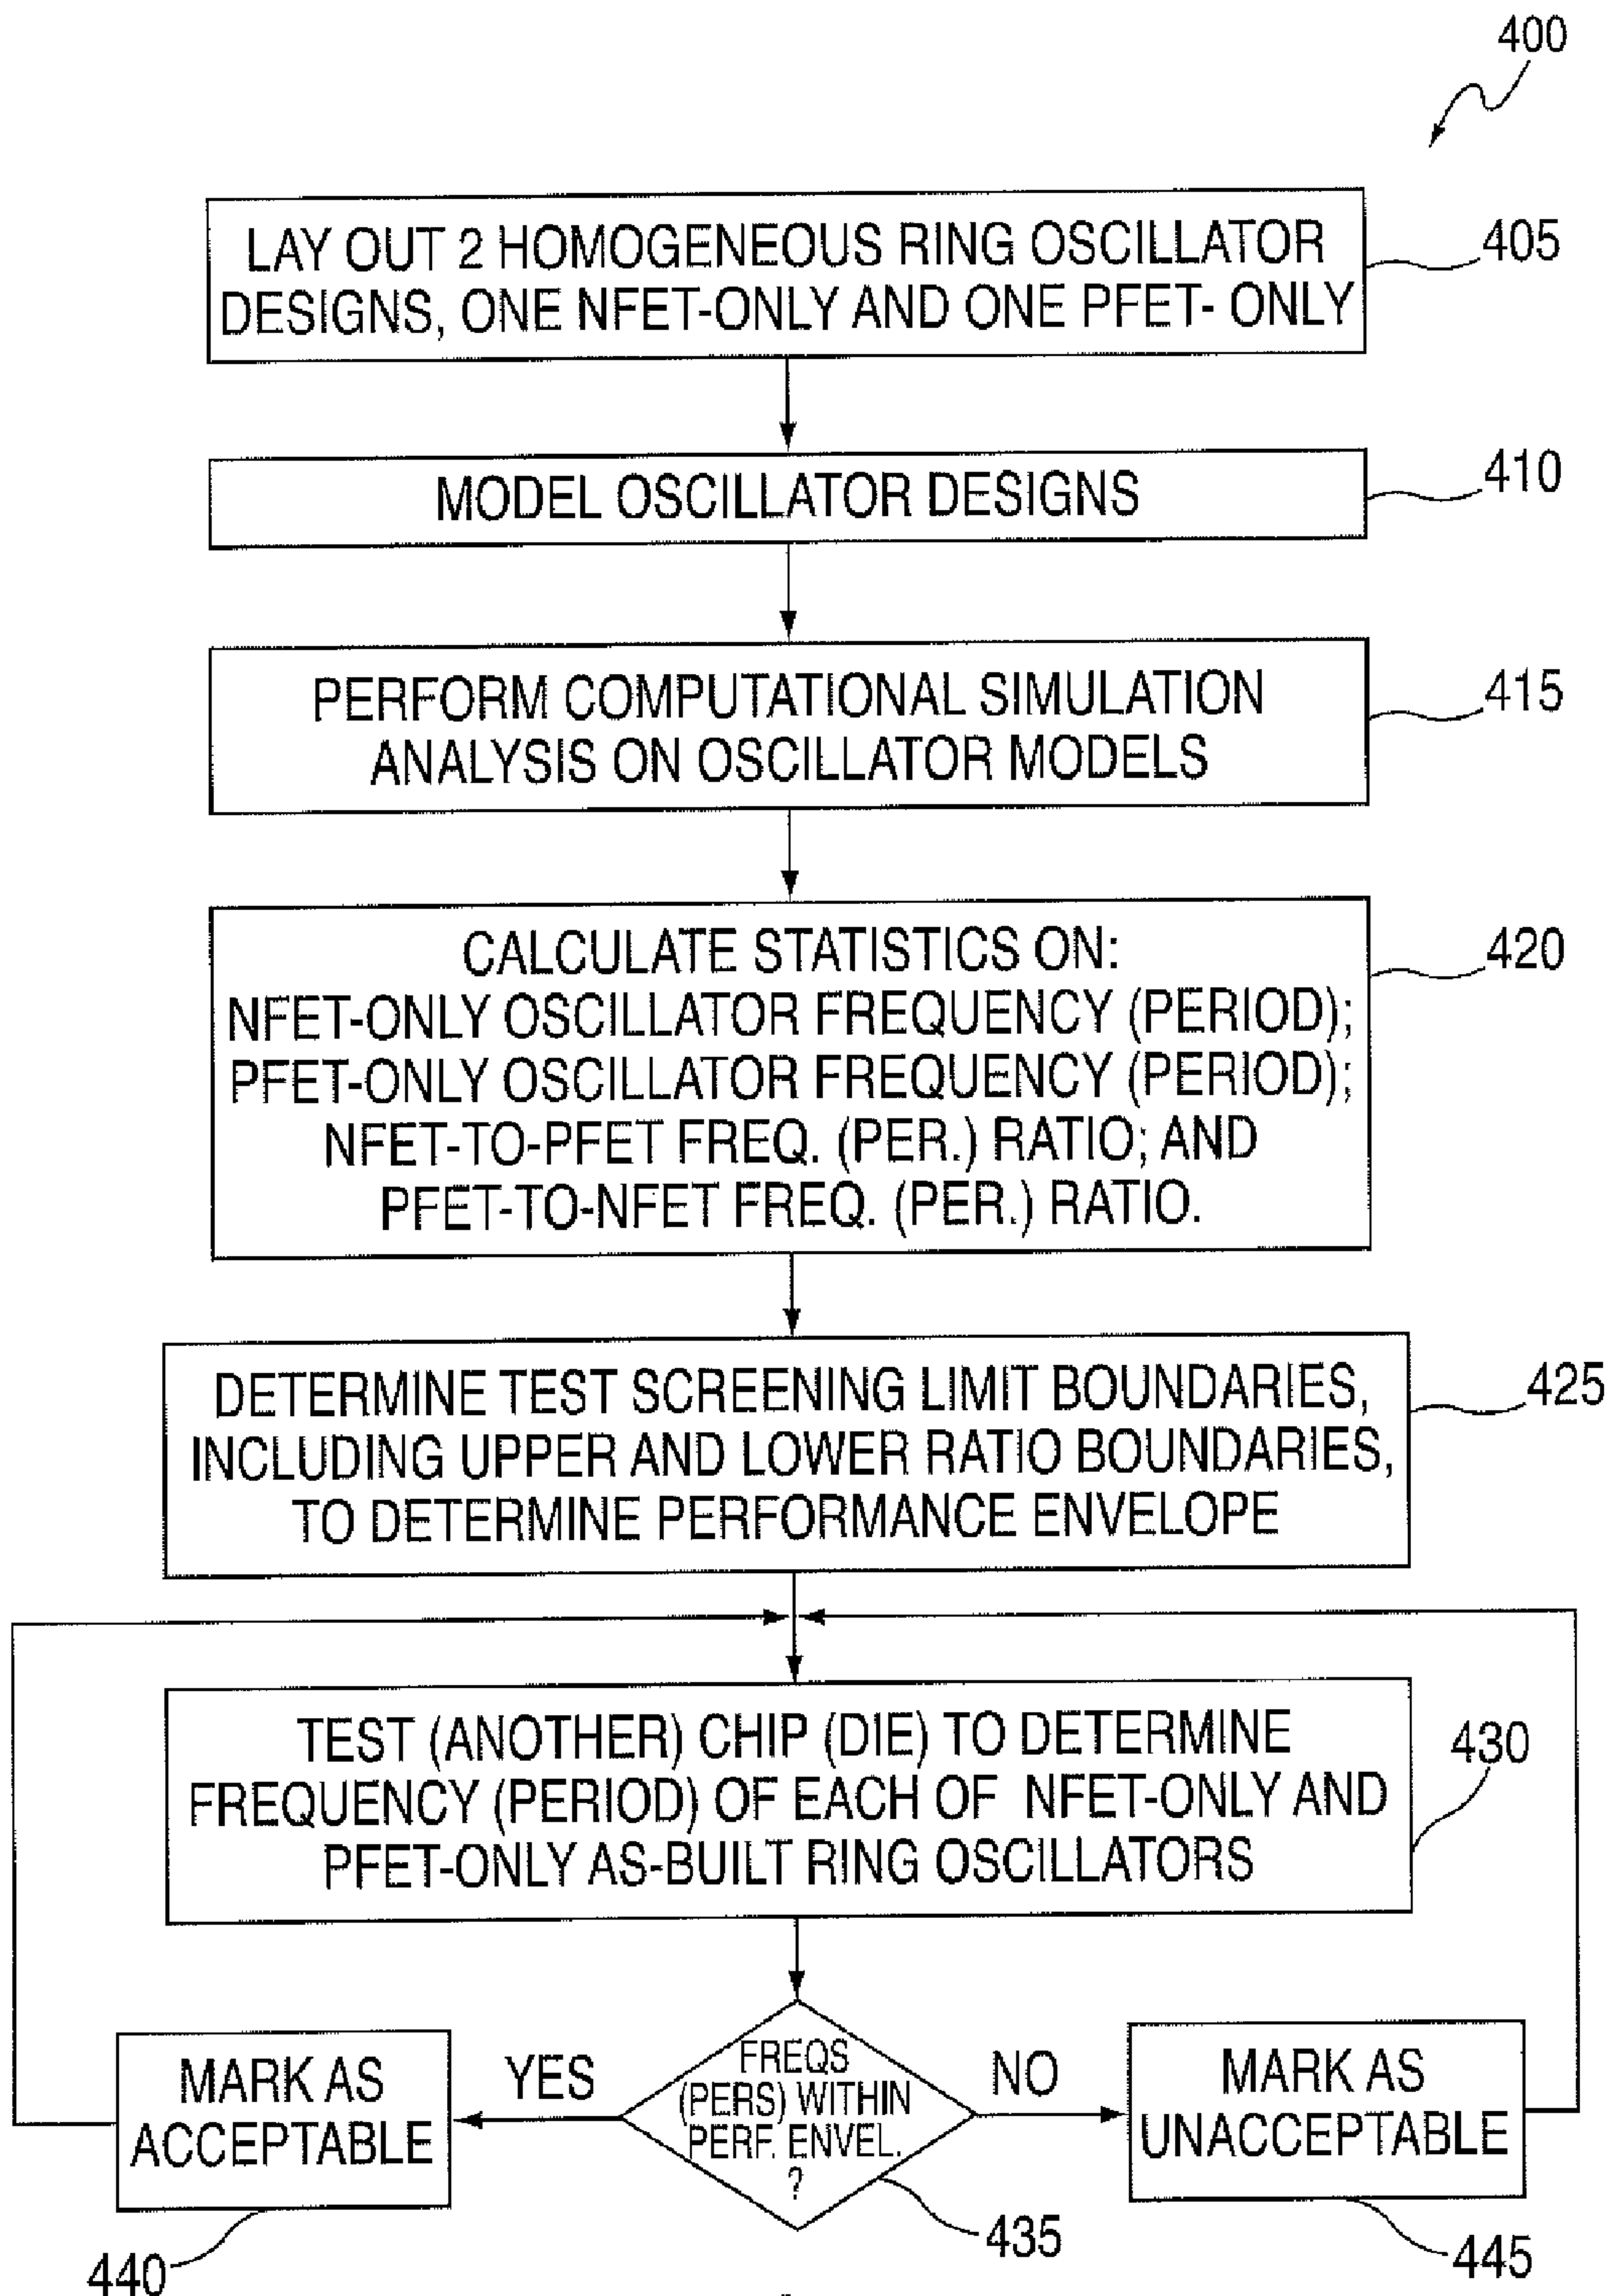 400
LAY OUT 2 HOMOGENEOUS RING OSCILLATOR
DESIGNS, ONE NFET-ONLY AND ONE PFET- ONLY
405
MODEL OSCILLATOR DESIGNS
410
PERFORM COMPUTATIONAL SIMULATION
ANALYSIS ON OSCILLATOR MODELS
415
CALCULATE STATISTICS ON:
NFET-ONLY OSCILLATOR FREQUENCY (PERIOD);
PFET-ONLY OSCILLATOR FREQUENCY (PERIOD);
NFET-TO-PFET FREQ. (PER.) RATIO; AND
PFET-TO-NFET FREQ. (PER.) RATIO.
420
DETERMINE TEST SCREENING LIMIT BOUNDARIES,
INCLUDING UPPER AND LOWER RATIO BOUNDARIES,
TO DETERMINE PERFORMANCE ENVELOPE
425
TEST (ANOTHER) CHIP (DIE) TO DETERMINE
FREQUENCY (PERIOD) OF EACH OF NFET-ONLY AND
PFET-ONLY AS-BUILT RING OSCILLATORS
430
FREQS
(PERS) WITHIN
PERF. ENVEL.
?
435
YES
MARK AS
ACCEPTABLE
440
NO
MARK AS
UNACCEPTABLE
445